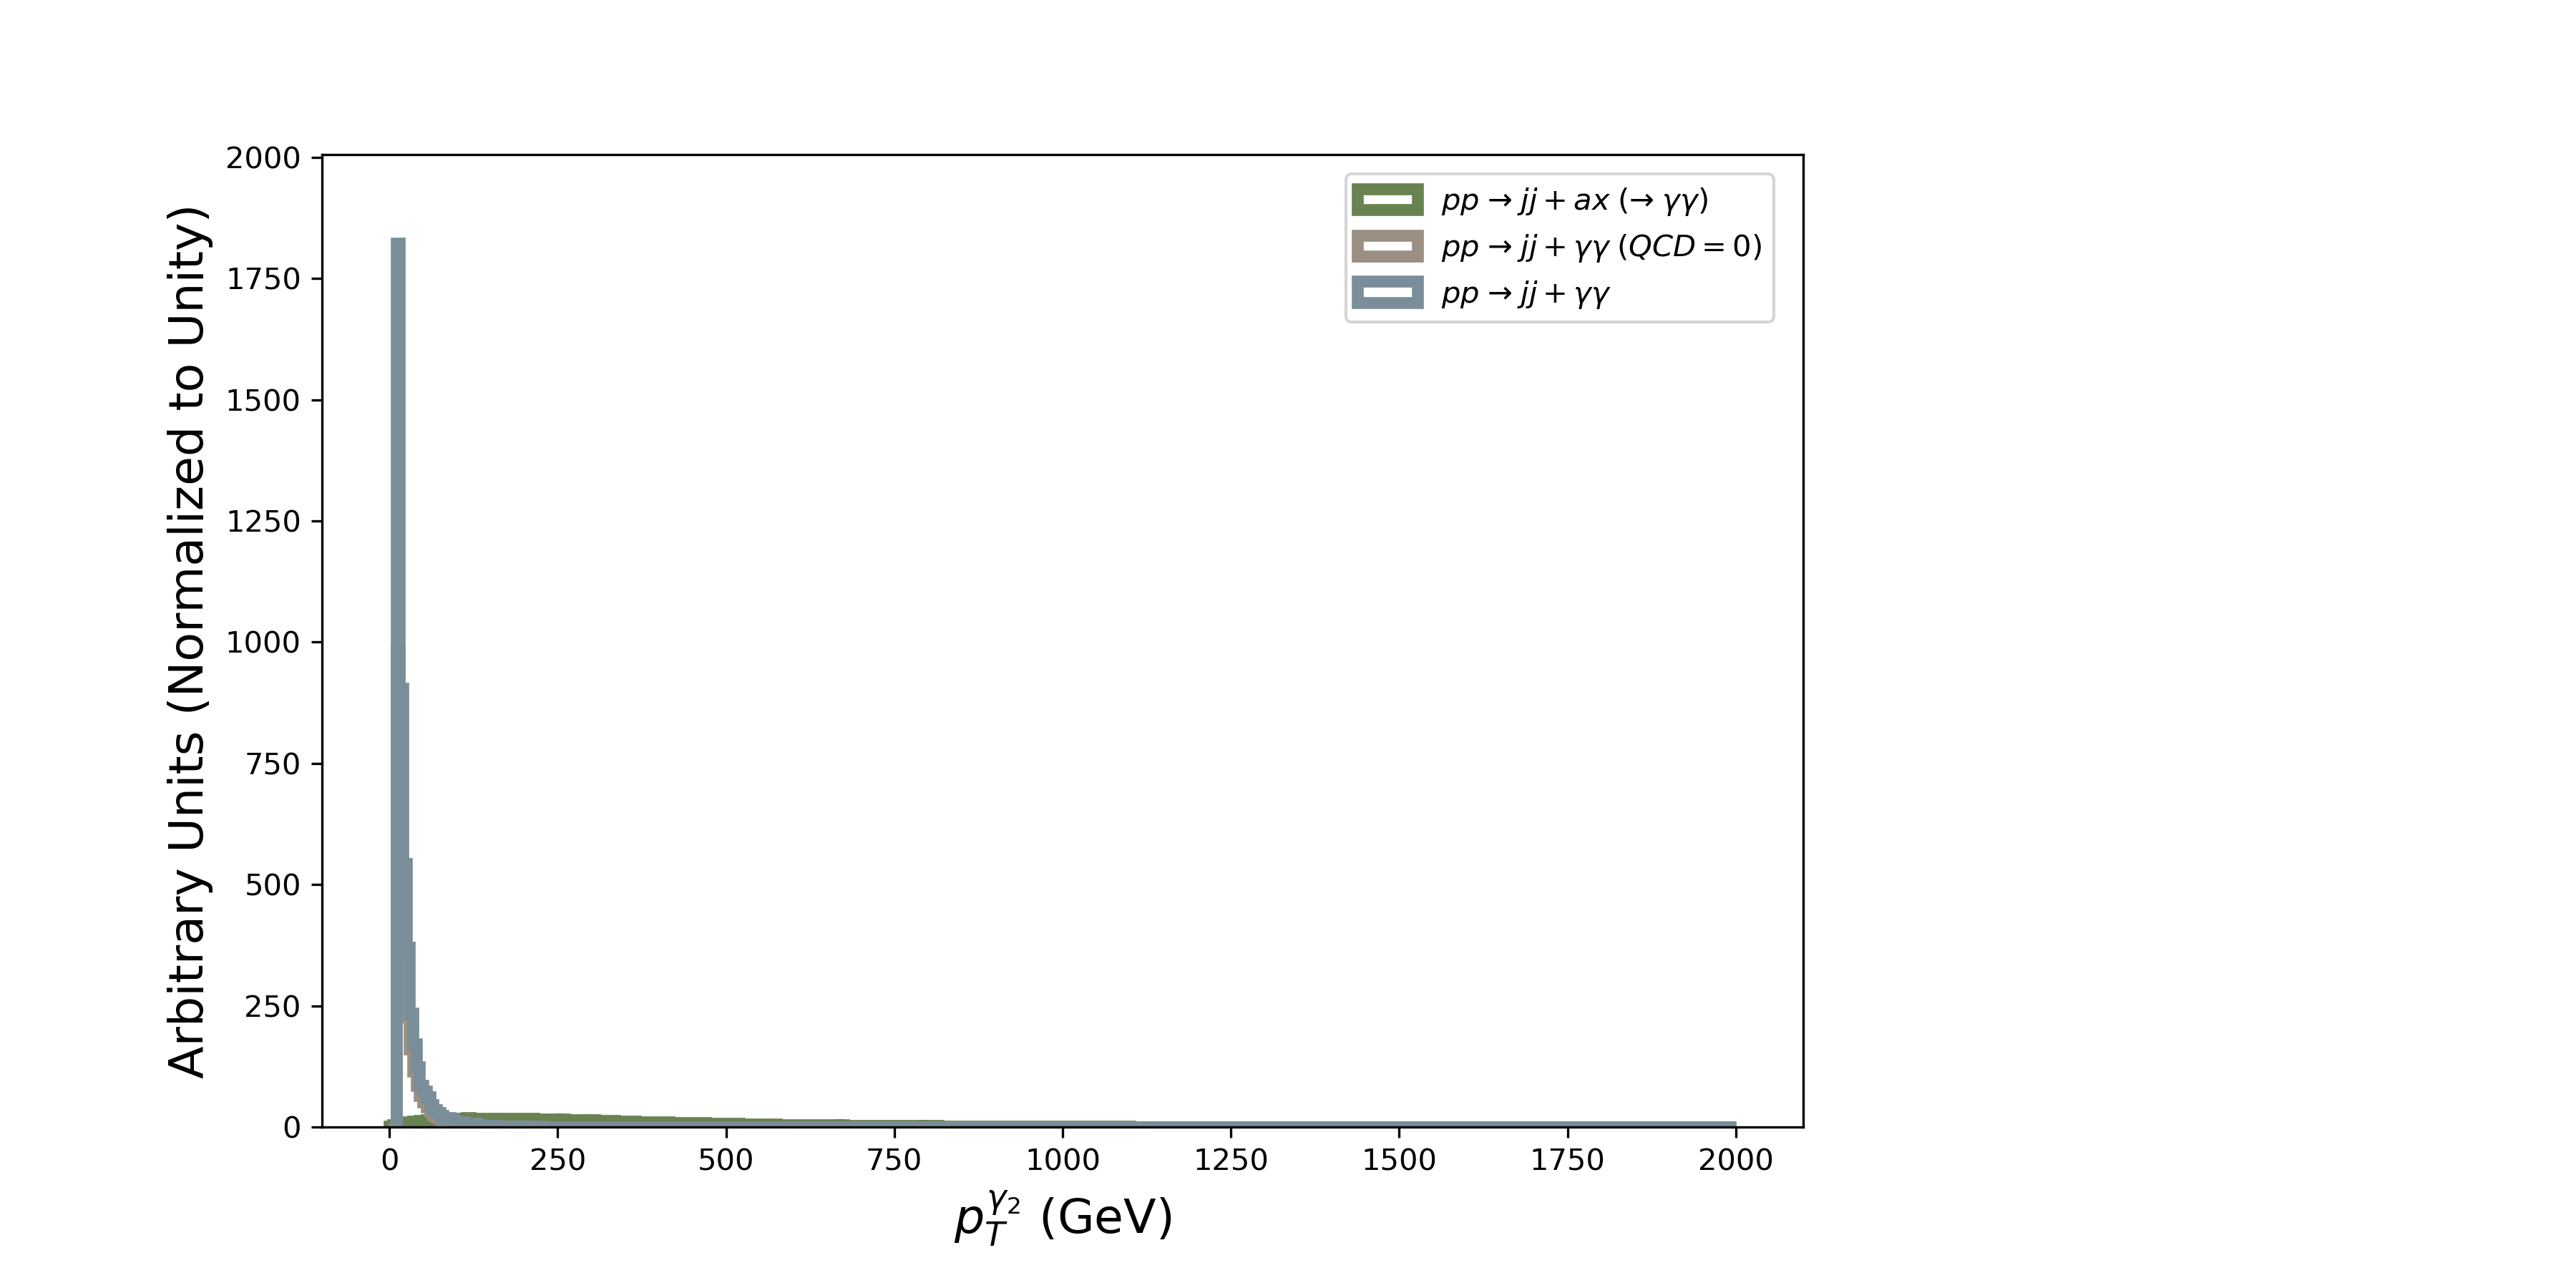 2000
1750
1500
1250
1000
750
500
250
0
Arbitrary Units (Normalized to Unity)
pp → jj + ax (→ γγ)
pp → jj + γγ (QCD = 0)
pp → jj + γγ
0 250 500 750 1000 1250 1500 1750 2000
p_T^{γ_2} (GeV)